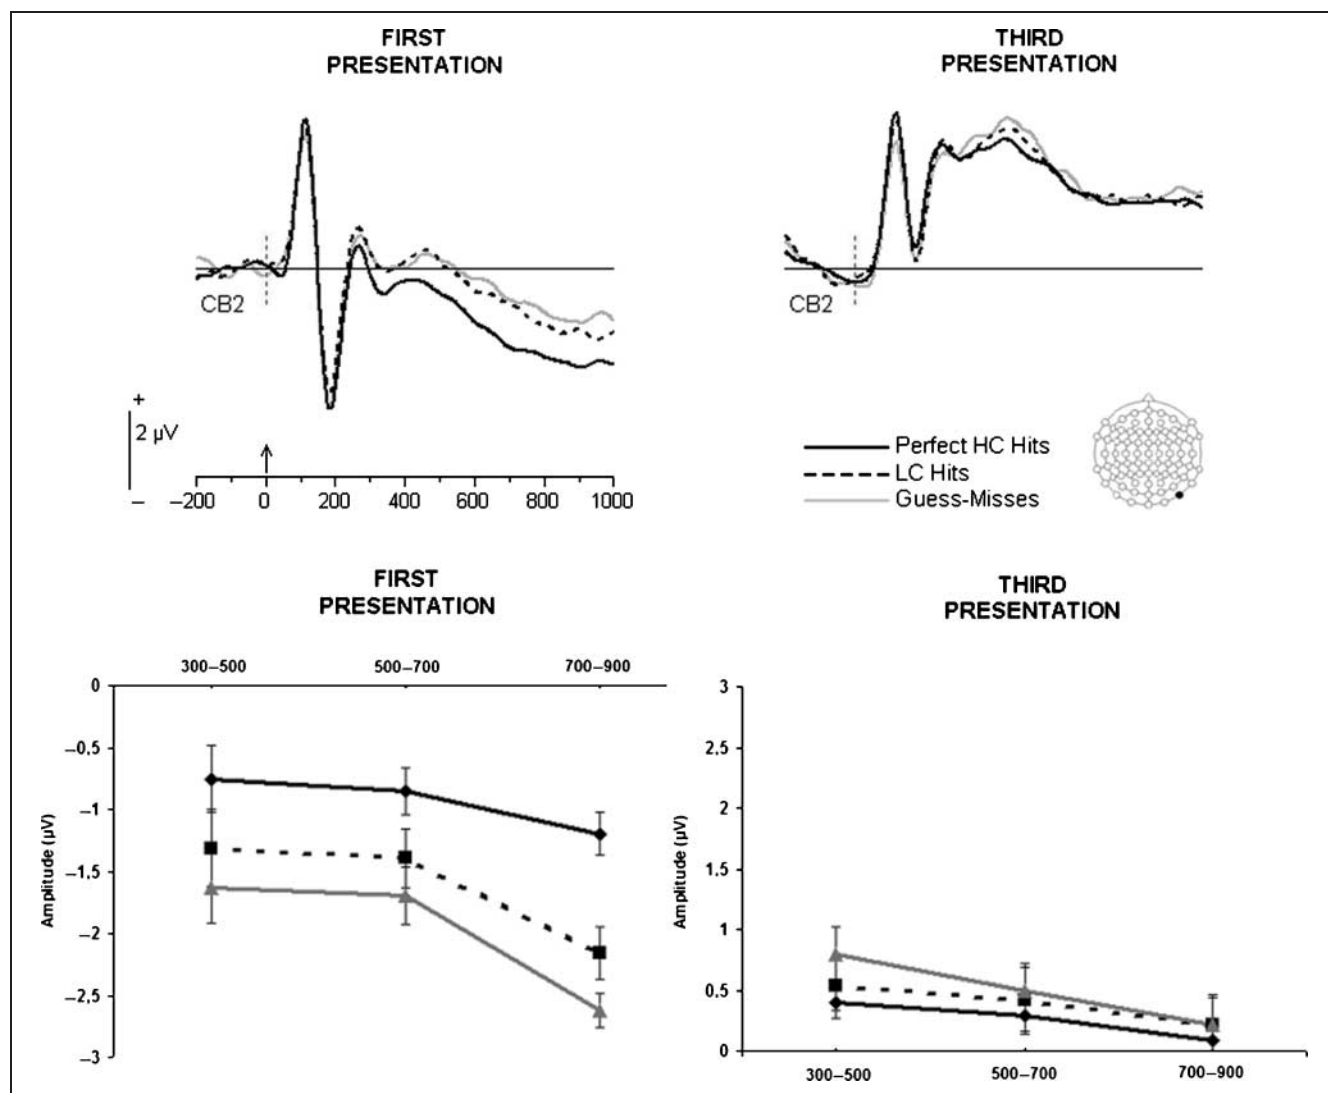 FIRST
PRESENTATION
THIRD
PRESENTATION
CB2
CB2
+
2 µV
–
–200 0 200 400 600 800 1000
Perfect HC Hits
LC Hits
Guess-Misses
FIRST
PRESENTATION
THIRD
PRESENTATION
300–500 500–700 700–900
0
–0.5
–1
–1.5
–2
–2.5
–3
Amplitude (µV)
3
2.5
2
1.5
1
0.5
0
Amplitude (µV)
300–500 500–700 700–900